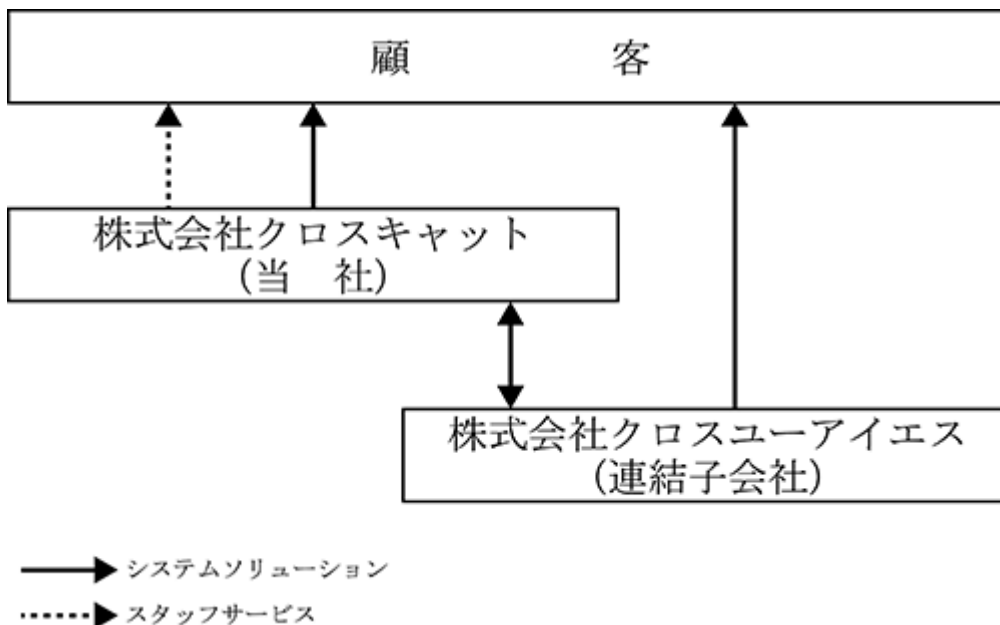 顧　客
株式会社クロスキャット
(当　社)
株式会社クロスユーアイエス
(連結子会社)
システムソリューション
スタッフサービス